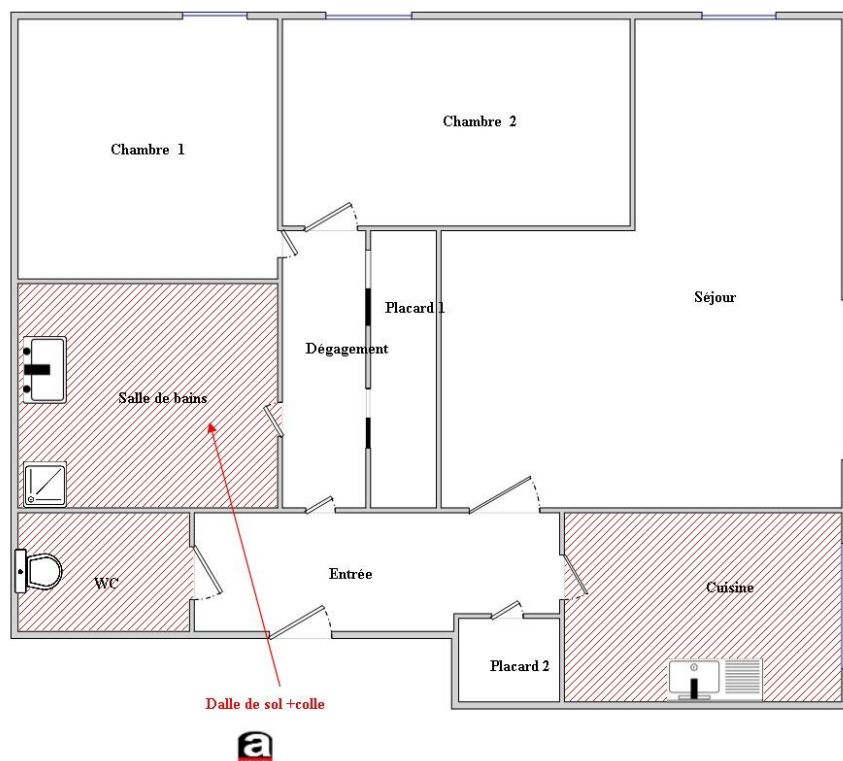 Chambre 1
Chambre 2
Séjour
Placard 1
Dégagement
Salle de bains
WC
Entrée
Cuisine
Placard 2
Dalle de sol +colle
a